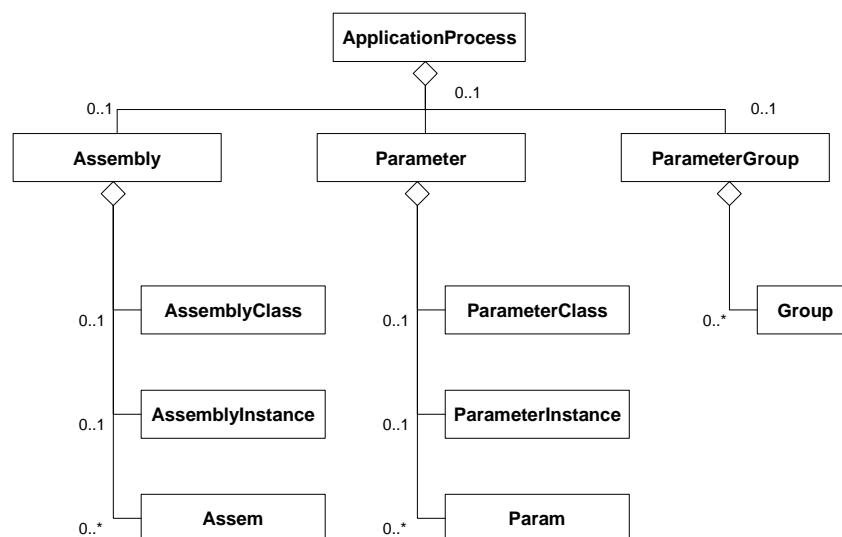 ApplicationProcess
0..1
0..1
0..1
Assembly
Parameter
ParameterGroup
AssemblyClass
ParameterClass
Group
0..1
0..1
0..*
AssemblyInstance
ParameterInstance
0..1
0..1
Assem
Param
0..*
0..*